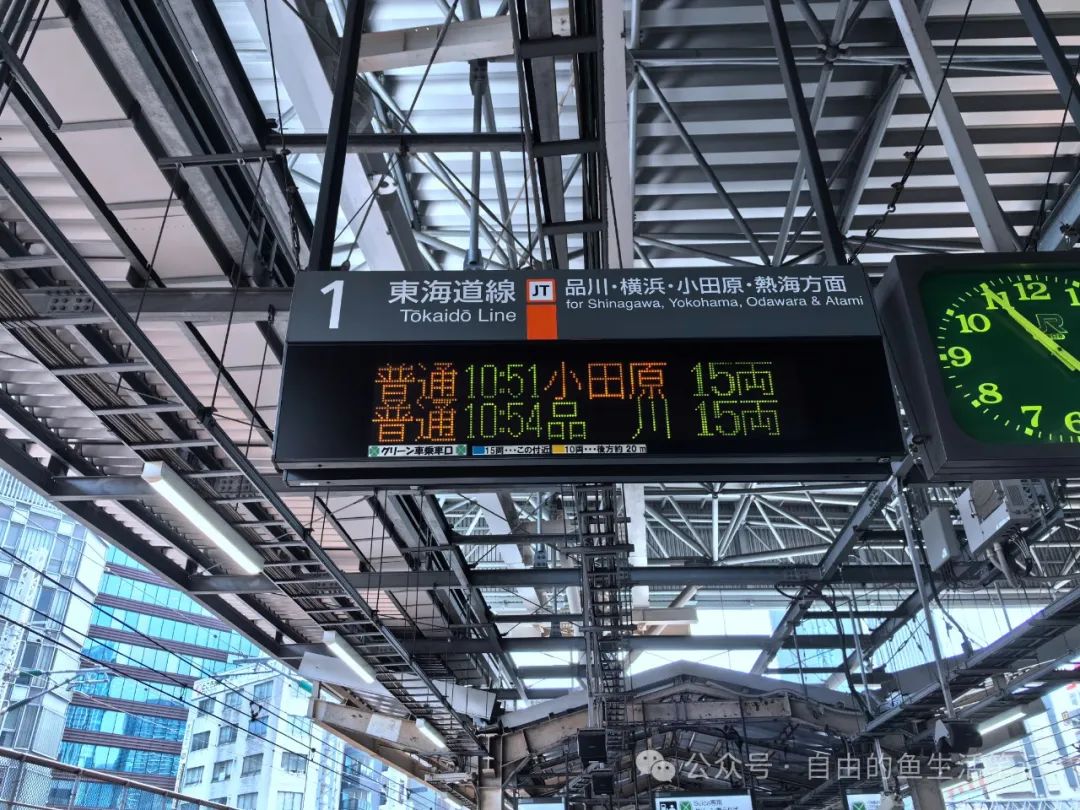 1 東海道線 JT 品川・横浜・小田原・熱海方面
Tōkaidō Line for Shinagawa, Yokohama, Odawara & Atami
普通 10:51 小田原 15両
普通 10:54 品川 15両
グリーン車乗車口 15両…この付近 10両…後方約 20 m
12
10
9
8
7
6
公众号 · 自由的鱼生活